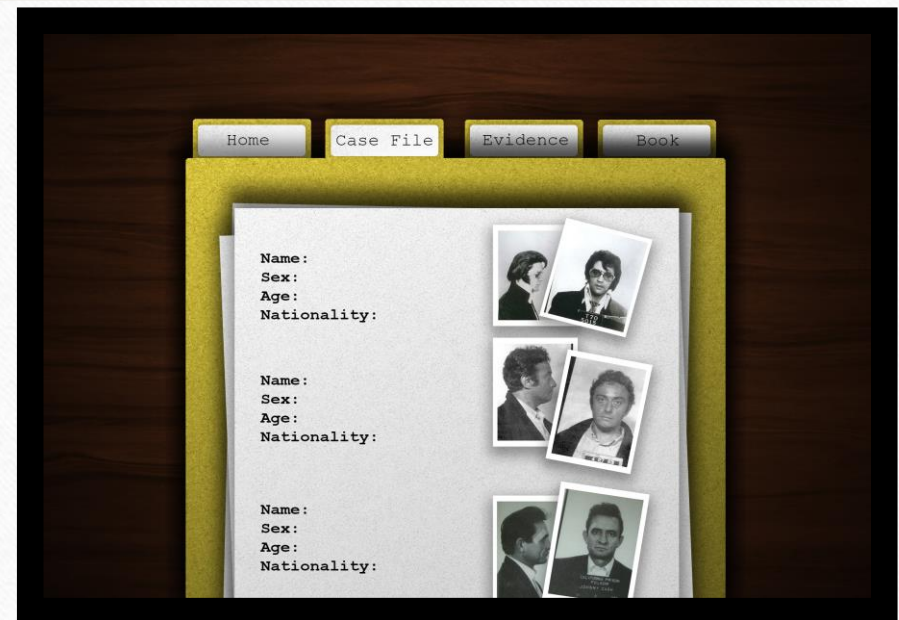 Home
Case File
Evidence
Book
Name:
Sex:
Age:
Nationality:
Name:
Sex:
Age:
Nationality:
Name:
Sex:
Age:
Nationality: